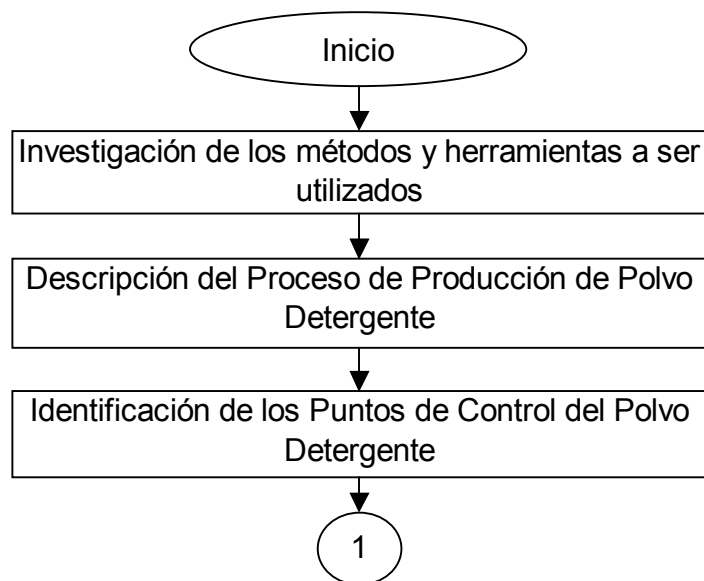 Inicio
Investigación de los métodos y herramientas a ser
utilizados
Descripción del Proceso de Producción de Polvo
Detergente
Identificación de los Puntos de Control del Polvo
Detergente
1